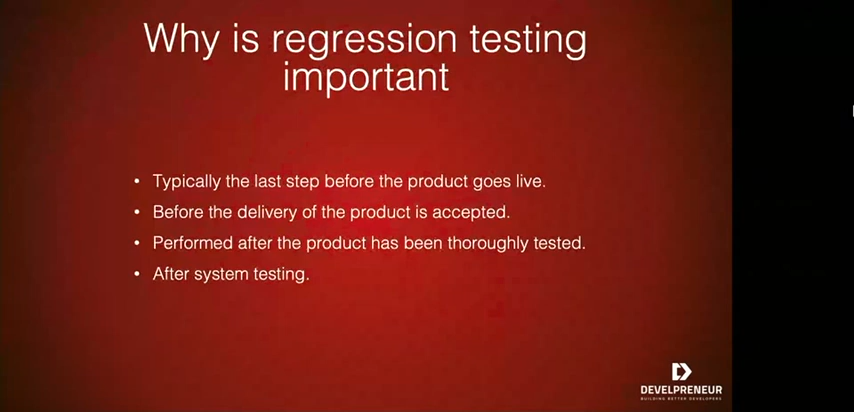 Why is regression testing
important
• Typically the last step before the product goes live.
• Before the delivery of the product is accepted.
• Performed after the product has been thoroughly tested.
• After system testing.
DEVELPRENEUR
BUILDING BETTER DEVELOPERS